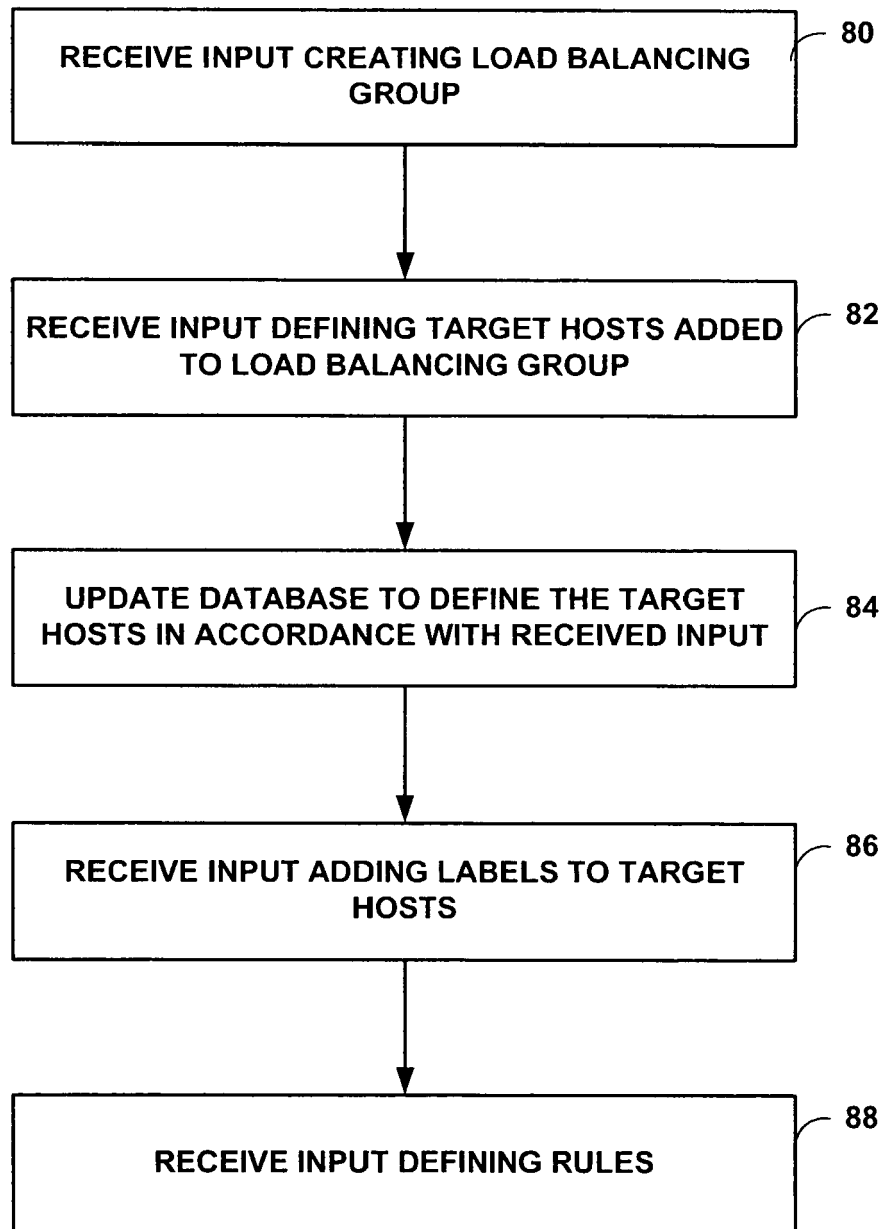 RECEIVE INPUT CREATING LOAD BALANCING
GROUP
80
RECEIVE INPUT DEFINING TARGET HOSTS ADDED
TO LOAD BALANCING GROUP
82
UPDATE DATABASE TO DEFINE THE TARGET
HOSTS IN ACCORDANCE WITH RECEIVED INPUT
84
RECEIVE INPUT ADDING LABELS TO TARGET
HOSTS
86
RECEIVE INPUT DEFINING RULES
88